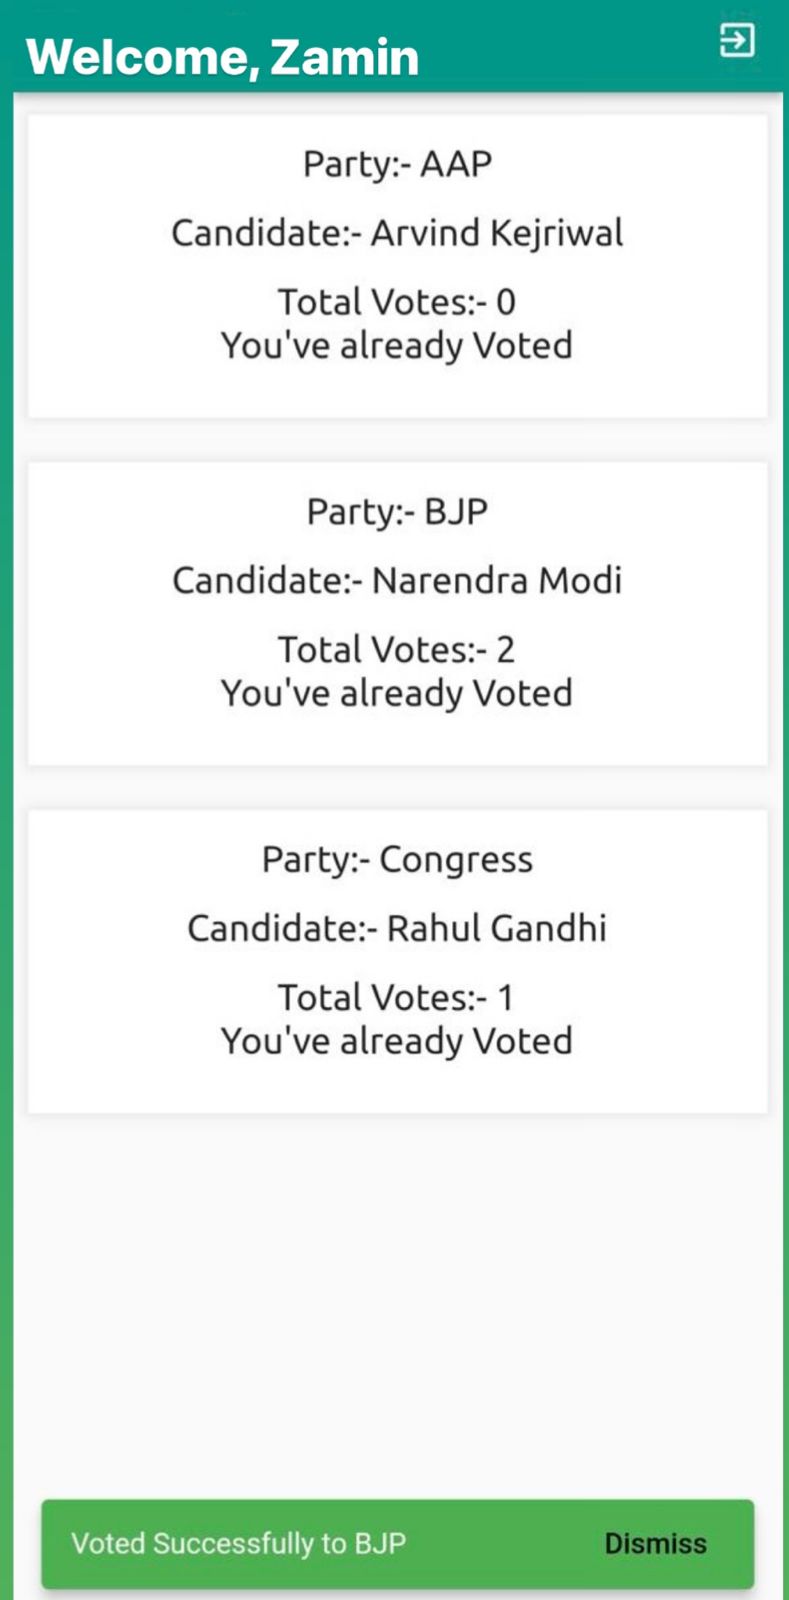 Welcome, Zamin
Party:- AAP
Candidate:- Arvind Kejriwal
Total Votes:- 0
You've already Voted
Party:- BJP
Candidate:- Narendra Modi
Total Votes:- 2
You've already Voted
Party:- Congress
Candidate:- Rahul Gandhi
Total Votes:- 1
You've already Voted
Voted Successfully to BJP Dismiss